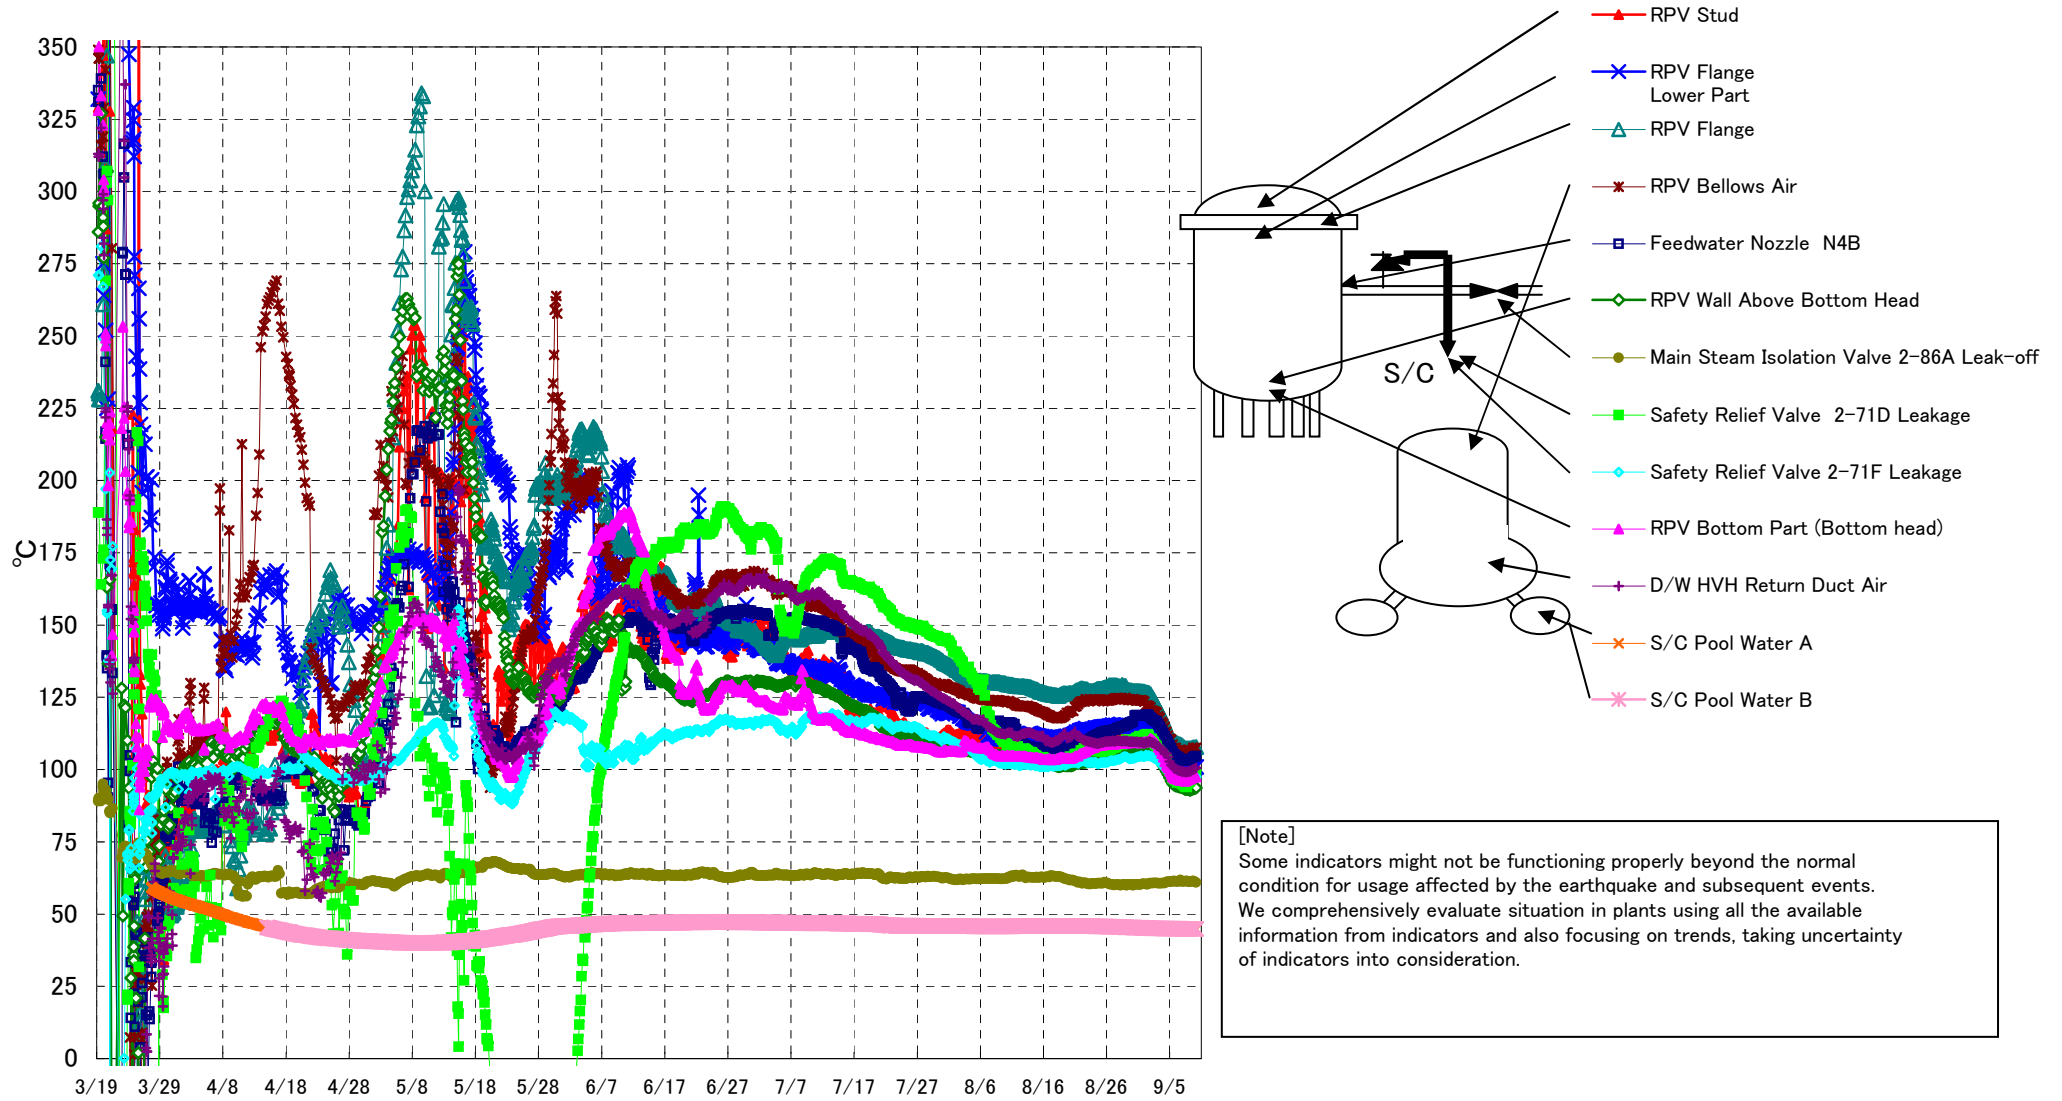 350
325
300
275
250
225
200
175
150
125
100
75
50
25
0
℃
3/19 3/29 4/8 4/18 4/28 5/8 5/18 5/28 6/7 6/17 6/27 7/7 7/17 7/27 8/6 8/16 8/26 9/5
RPV Stud
RPV Flange
Lower Part
RPV Flange
RPV Bellows Air
Feedwater Nozzle N4B
RPV Wall Above Bottom Head
Main Steam Isolation Valve 2-86A Leak-off
Safety Relief Valve 2-71D Leakage
Safety Relief Valve 2-71F Leakage
RPV Bottom Part (Bottom head)
D/W HVH Return Duct Air
S/C Pool Water A
S/C Pool Water B
S/C
[Note]
Some indicators might not be functioning properly beyond the normal
condition for usage affected by the earthquake and subsequent events.
We comprehensively evaluate situation in plants using all the available
information from indicators and also focusing on trends, taking uncertainty
of indicators into consideration.